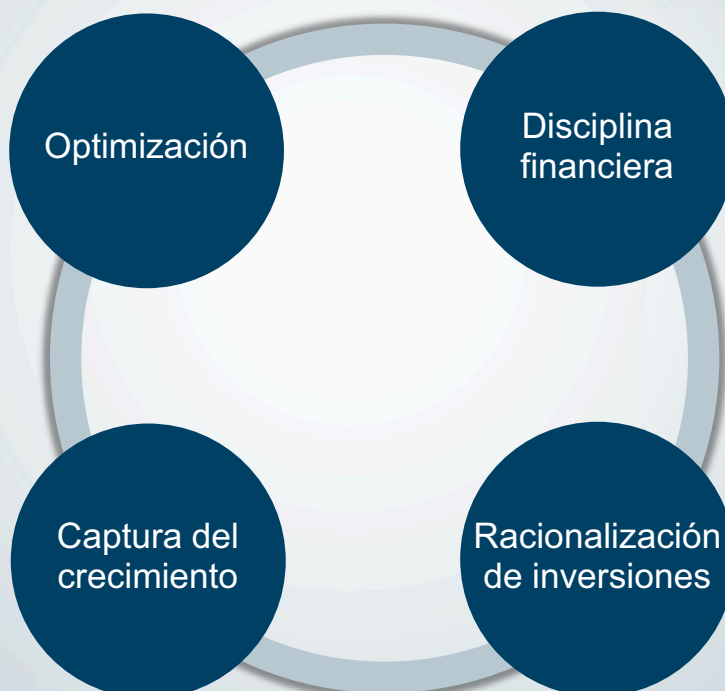 Optimización
Disciplina
financiera
Captura del
crecimiento
Racionalización
de inversiones